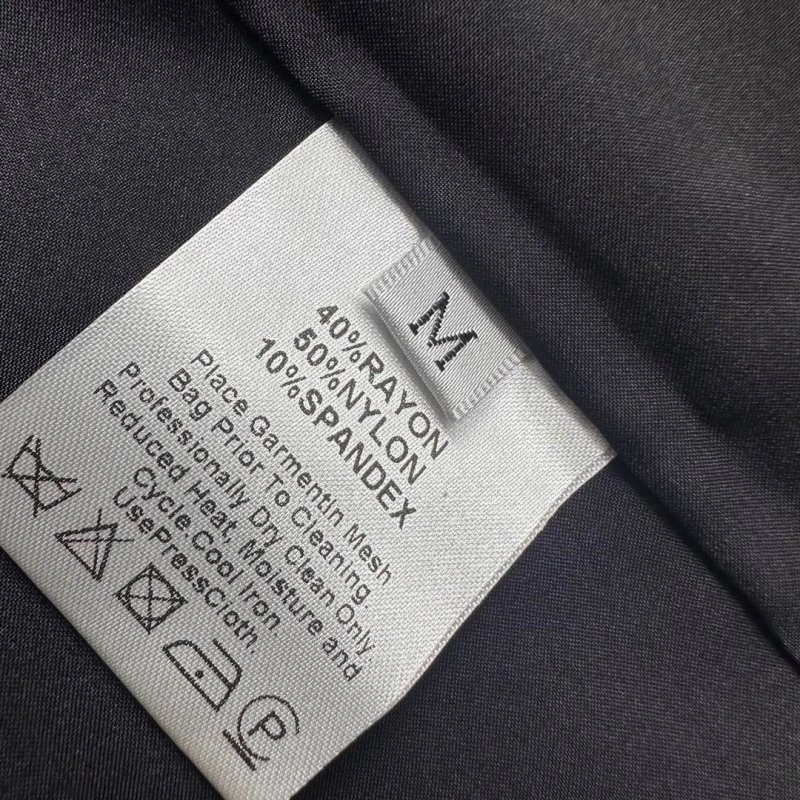 M
40%RAYON
50%NYLON
10%SPANDEX
Place GarmentIn Mesh
Bag Prior To Cleaning.
Professionally Dry Clean Only.
Reduced Heat, Moisture and
Cycle.Cool Iron.
UsePressCloth.
P